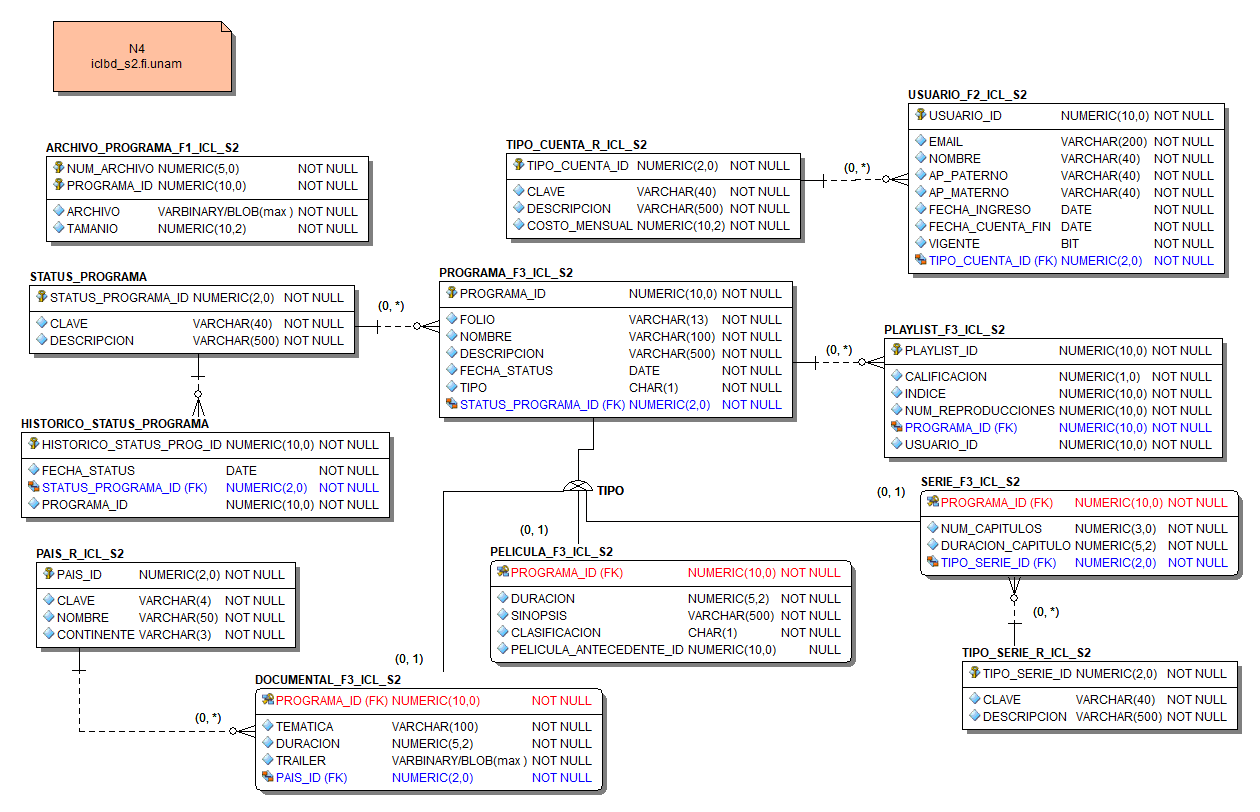 N4
iclbd_s2.fi.unam
USUARIO_F2_ICL_S2
USUARIO_ID NUMERIC(10,0) NOT NULL
EMAIL VARCHAR(200) NOT NULL
NOMBRE VARCHAR(40) NOT NULL
AP_PATERNO VARCHAR(40) NOT NULL
AP_MATERNO VARCHAR(40) NOT NULL
FECHA_INGRESO DATE NOT NULL
FECHA_CUENTA_FIN DATE NOT NULL
VIGENTE BIT NOT NULL
TIPO_CUENTA_ID (FK) NUMERIC(2,0) NOT NULL
ARCHIVO_PROGRAMA_F1_ICL_S2
NUM_ARCHIVO NUMERIC(5,0) NOT NULL
PROGRAMA_ID NUMERIC(10,0) NOT NULL
ARCHIVO VARBINARY/BLOB(max ) NOT NULL
TAMANIO NUMERIC(10,2) NOT NULL
TIPO_CUENTA_R_ICL_S2
TIPO_CUENTA_ID NUMERIC(2,0) NOT NULL
CLAVE VARCHAR(40) NOT NULL
DESCRIPCION VARCHAR(500) NOT NULL
COSTO_MENSUAL NUMERIC(10,2) NOT NULL
(0, *)
STATUS_PROGRAMA
STATUS_PROGRAMA_ID NUMERIC(2,0) NOT NULL
CLAVE VARCHAR(40) NOT NULL
DESCRIPCION VARCHAR(500) NOT NULL
(0, *)
PROGRAMA_F3_ICL_S2
PROGRAMA_ID NUMERIC(10,0) NOT NULL
FOLIO VARCHAR(13) NOT NULL
NOMBRE VARCHAR(100) NOT NULL
DESCRIPCION VARCHAR(500) NOT NULL
FECHA_STATUS DATE NOT NULL
TIPO CHAR(1) NOT NULL
STATUS_PROGRAMA_ID (FK) NUMERIC(2,0) NOT NULL
(0, *)
PLAYLIST_F3_ICL_S2
PLAYLIST_ID NUMERIC(10,0) NOT NULL
CALIFICACION NUMERIC(1,0) NOT NULL
INDICE NUMERIC(10,0) NOT NULL
NUM_REPRODUCCIONES NUMERIC(10,0) NOT NULL
PROGRAMA_ID (FK) NUMERIC(10,0) NOT NULL
USUARIO_ID NUMERIC(10,0) NOT NULL
HISTORICO_STATUS_PROGRAMA
HISTORICO_STATUS_PROG_ID NUMERIC(10,0) NOT NULL
FECHA_STATUS DATE NOT NULL
STATUS_PROGRAMA_ID (FK) NUMERIC(2,0) NOT NULL
PROGRAMA_ID NUMERIC(10,0) NOT NULL
TIPO
(0, 1)
SERIE_F3_ICL_S2
PROGRAMA_ID (FK) NUMERIC(10,0) NOT NULL
NUM_CAPITULOS NUMERIC(3,0) NOT NULL
DURACION_CAPITULO NUMERIC(5,2) NOT NULL
TIPO_SERIE_ID (FK) NUMERIC(2,0) NOT NULL
(0, 1)
PELICULA_F3_ICL_S2
PROGRAMA_ID (FK) NUMERIC(10,0) NOT NULL
DURACION NUMERIC(5,2) NOT NULL
SINOPSIS VARCHAR(500) NOT NULL
CLASIFICACION CHAR(1) NOT NULL
PELICULA_ANTECEDENTE_ID NUMERIC(10,0) NULL
PAIS_R_ICL_S2
PAIS_ID NUMERIC(2,0) NOT NULL
CLAVE VARCHAR(4) NOT NULL
NOMBRE VARCHAR(50) NOT NULL
CONTINENTE VARCHAR(3) NOT NULL
(0, *)
TIPO_SERIE_R_ICL_S2
TIPO_SERIE_ID NUMERIC(2,0) NOT NULL
CLAVE VARCHAR(40) NOT NULL
DESCRIPCION VARCHAR(500) NOT NULL
(0, 1)
(0, *)
DOCUMENTAL_F3_ICL_S2
PROGRAMA_ID (FK) NUMERIC(10,0) NOT NULL
TEMATICA VARCHAR(100) NOT NULL
DURACION NUMERIC(5,2) NOT NULL
TRAILER VARBINARY/BLOB(max ) NOT NULL
PAIS_ID (FK) NUMERIC(2,0) NOT NULL